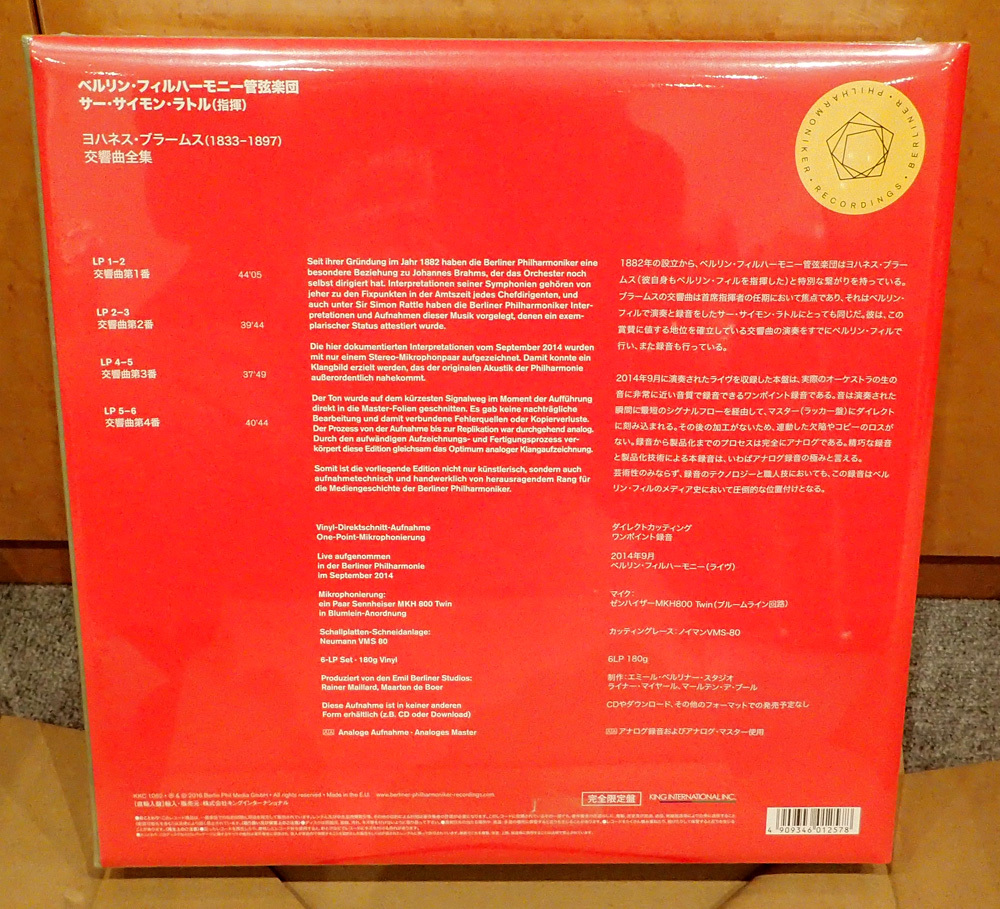 ベルリン・フィルハーモニー管弦楽団
サー・サイモン・ラトル(指揮)
ヨハネス・ブラームス(1833-1897)
交響曲全集
BERLINER • PHILHARMONIKER • RECORDINGS •
LP 1–2
交響曲第1番 44'05
LP 2–3
交響曲第2番 39'44
LP 4–5
交響曲第3番 37'49
LP 5–6
交響曲第4番 40'44
Seit ihrer Gründung im Jahr 1882 haben die Berliner Philharmoniker eine
besondere Beziehung zu Johannes Brahms, der das Orchester noch
selbst dirigiert hat. Interpretationen seiner Symphonien gehören von
jeher zu den Fixpunkten in der Amtszeit jedes Chefdirigenten, und
auch unter Sir Simon Rattle haben die Berliner Philharmoniker Inter-
pretationen und Aufnahmen dieser Musik vorgelegt, denen ein exem-
plarischer Status attestiert wurde.
Die hier dokumentierten Interpretationen vom September 2014 wurden
mit nur einem Stereo-Mikrophonpaar aufgezeichnet. Damit konnte ein
Klangbild erzielt werden, das der originalen Akustik der Philharmonie
außerordentlich nahekommt.
Der Ton wurde auf dem kürzesten Signalweg im Moment der Aufführung
direkt in die Master-Folien geschnitten. Es gab keine nachträgliche
Bearbeitung und damit verbundene Fehlerquellen oder Kopierverluste.
Der Prozess von der Aufnahme bis zur Replikation war durchgehend analog.
Durch den aufwändigen Aufzeichnungs- und Fertigungsprozess ver-
körpert diese Edition gleichsam das Optimum analoger Klangaufzeichnung.
Somit ist die vorliegende Edition nicht nur künstlerisch, sondern auch
aufnahmetechnisch und handwerklich von herausragendem Rang für
die Mediengeschichte der Berliner Philharmoniker.
Vinyl-Direktschnitt-Aufnahme
One-Point-Mikrophonierung
Live aufgenommen
in der Berliner Philharmonie
im September 2014
Mikrophonierung:
ein Paar Sennheiser MKH 800 Twin
in Blumlein-Anordnung
Schallplatten-Schneidanlage:
Neumann VMS 80
6-LP Set · 180g Vinyl
Produziert von den Emil Berliner Studios:
Rainer Maillard, Maarten de Boer
Diese Aufnahme ist in keiner anderen
Form erhältlich (z.B. CD oder Download)
AAA Analoge Aufnahme · Analoges Master
1882年の設立から、ベルリン・フィルハーモニー管弦楽団はヨハネス・ブラー
ムス(彼自身もベルリン・フィルを指揮した)と特別な繋がりを持っている。
ブラームスの交響曲は首席指揮者の任期において焦点であり、それはベルリン・
フィルで演奏と録音をしたサー・サイモン・ラトルにとっても同じだ。彼は、この
賞賛に値する地位を確立している交響曲の演奏をすでにベルリン・フィルで
行い、また録音も行っている。
2014年9月に演奏されたライヴを収録した本盤は、実際のオーケストラの生の
音に非常に近い音質で録音できるワンポイント録音である。音は演奏された
瞬間に最短のシグナルフローを経由して、マスター(ラッカー盤)にダイレクト
に刻み込まれる。その後の加工がないため、連動した欠陥やコピーのロスが
ない。録音から製品化までのプロセスは完全にアナログである。精巧な録音
と製品化技術による本録音は、いわばアナログ録音の極みと言える。
芸術性のみならず、録音のテクノロジーと職人技においても、この録音はベル
リン・フィルのメディア史において圧倒的な位置付けとなる。
ダイレクトカッティング
ワンポイント録音
2014年9月
ベルリン・フィルハーモニー(ライヴ)
マイク:
ゼンハイザーMKH800 Twin(ブルームライン回路)
カッティングレース:ノイマンVMS-80
6LP 180g
制作:エミール・ベルリナー・スタジオ
ライナー・マイヤール、マールテン・デ・ブール
CDやダウンロード、その他のフォーマットでの発売予定なし
AAA アナログ録音およびアナログ・マスター使用
℗ & © 2016 Berlin Phil Media GmbH • All rights reserved • Made in the E.U. www.berliner-philharmoniker-recordings.com
[直輸入盤]輸入・販売元:株式会社キングインターナショナル
完全限定盤
KING INTERNATIONAL INC.
4 909346 012578